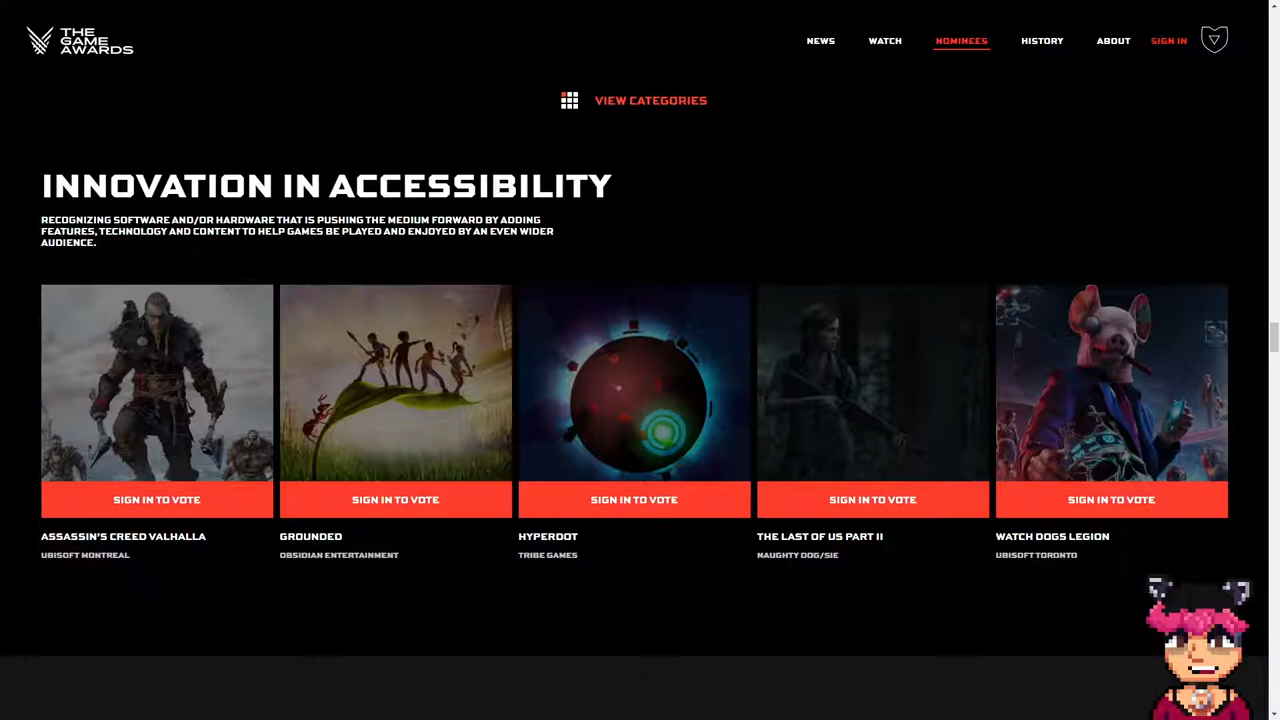 THE
GAME
AWARDS
NEWS
WATCH
NOMINEES
HISTORY
ABOUT
SIGN IN
VIEW CATEGORIES
INNOVATION IN ACCESSIBILITY
RECOGNIZING SOFTWARE AND/OR HARDWARE THAT IS PUSHING THE MEDIUM FORWARD BY ADDING
FEATURES, TECHNOLOGY AND CONTENT TO HELP GAMES BE PLAYED AND ENJOYED BY AN EVEN WIDER
AUDIENCE.
SIGN IN TO VOTE
ASSASSIN'S CREED VALHALLA
UBISOFT MONTREAL
SIGN IN TO VOTE
GROUNDED
OBSIDIAN ENTERTAINMENT
SIGN IN TO VOTE
HYPERDOT
TRIBE GAMES
SIGN IN TO VOTE
THE LAST OF US PART II
NAUGHTY DOG/SIE
SIGN IN TO VOTE
WATCH DOGS LEGION
UBISOFT TORONTO